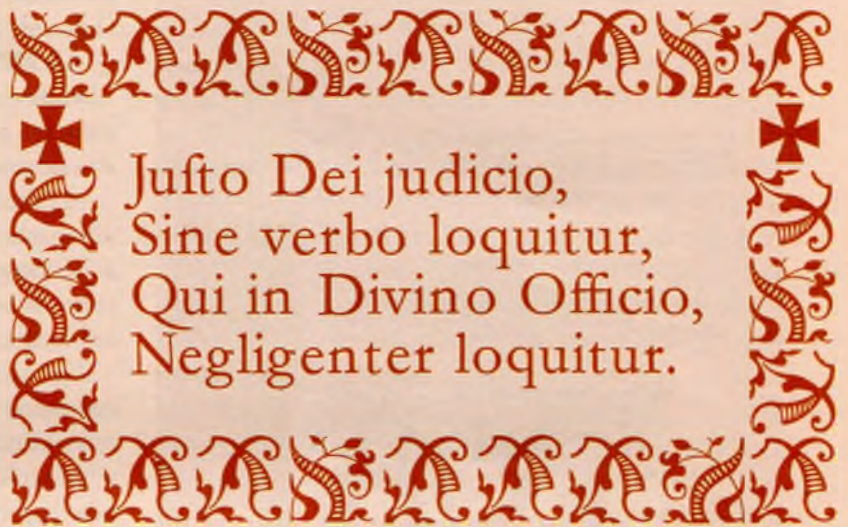 Juſto Dei judicio,
Sine verbo loquitur,
Qui in Divino Officio,
Negligenter loquitur.